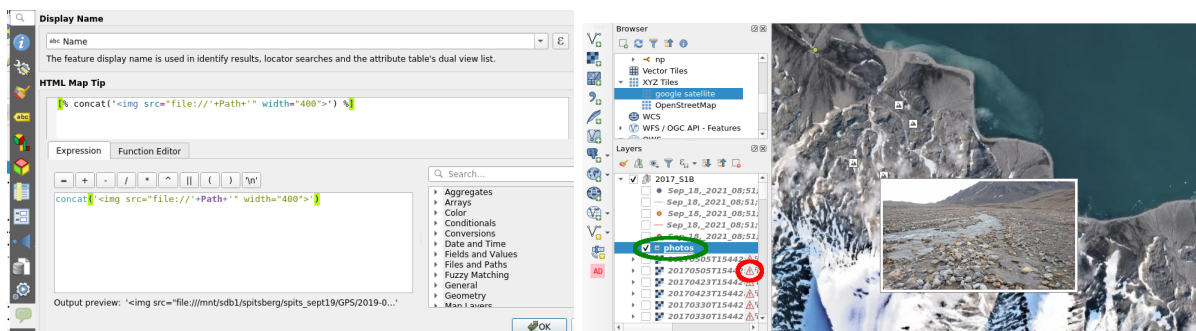 Display Name
abc Name
ε
The feature display name is used in identify results, locator searches and the attribute table's dual view list.
HTML Map Tip
[% concat('<img src="file://'+Path+'" width="400">') %]
Expression
Function Editor
= + - / * ^ || ( ) '\n'
concat('<img src="file://'+Path+'" width="400">')
Search...
Aggregates
Arrays
Color
Conditionals
Conversions
Date and Time
Fields and Values
Files and Paths
Fuzzy Matching
General
Geometry
Map Layers
Output preview: '<img src="file:///mnt/sdb1/spitsberg/spits_sept19/GPS/2019-0...'
OK
abc
Browser
np
Vector Tiles
XYZ Tiles
google satellite
OpenStreetMap
WCS
WFS / OGC API - Features
Layers
2017_S1B
Sep_18,_2021_08;51;
Sep_18,_2021_08;51;
Sep_18,_2021_08;51;
Sep_18,_2021_08;51;
Sep_18,_2021_08;51;
photos
20170505T15442
20170505T15442
20170423T15442
20170423T15442
20170330T15442
AD